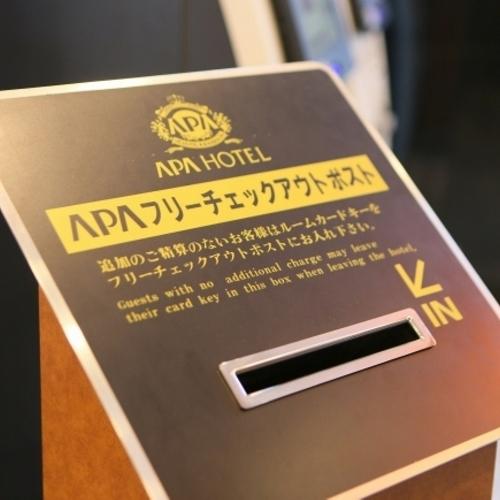 APA
APA HOTEL
APAフリーチェックアウトポスト
追加のご精算のないお客様はルームカードキーを
フリーチェックアウトポストにお入れ下さい。
Guests with no additional charge may leave
their card key in this box when leaving the hotel.
IN